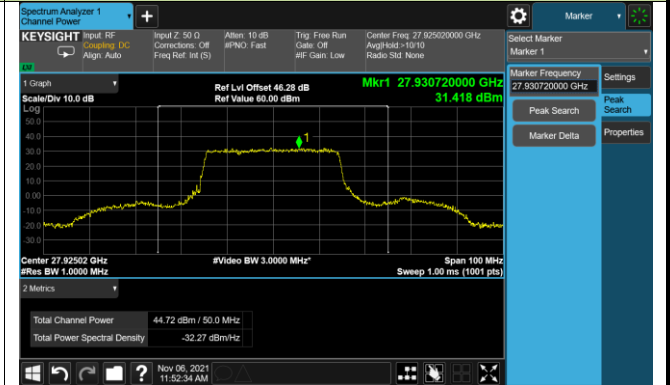 Spectrum Analyzer 1
Channel Power
+
Marker
KEYSIGHT
Input: RF
Coupling: DC
Align: Auto
Input Z: 50 Ω
Corrections: Off
Freq Ref: Int (S)
Atten: 10 dB
#PNO: Fast
Trig: Free Run
Gate: Off
#IF Gain: Low
Center Freq: 27.925020000 GHz
Avg|Hold:>10/10
Radio Std: None
Select Marker
Marker 1
1 Graph
Scale/Div 10.0 dB
Ref Lvl Offset 46.28 dB
Ref Value 60.00 dBm
Mkr1 27.930720000 GHz
31.418 dBm
Log
50.0
40.0
30.0
20.0
10.0
0.00
-10.0
-20.0
-30.0
1
Center 27.92502 GHz
#Res BW 1.0000 MHz
#Video BW 3.0000 MHz*
Span 100 MHz
Sweep 1.00 ms (1001 pts)
2 Metrics
Total Channel Power 44.72 dBm / 50.0 MHz
Total Power Spectral Density -32.27 dBm/Hz
Marker Frequency
27.930720000 GHz
Peak Search
Marker Delta
Settings
Peak
Search
Properties
?
Nov 06, 2021
11:52:34 AM